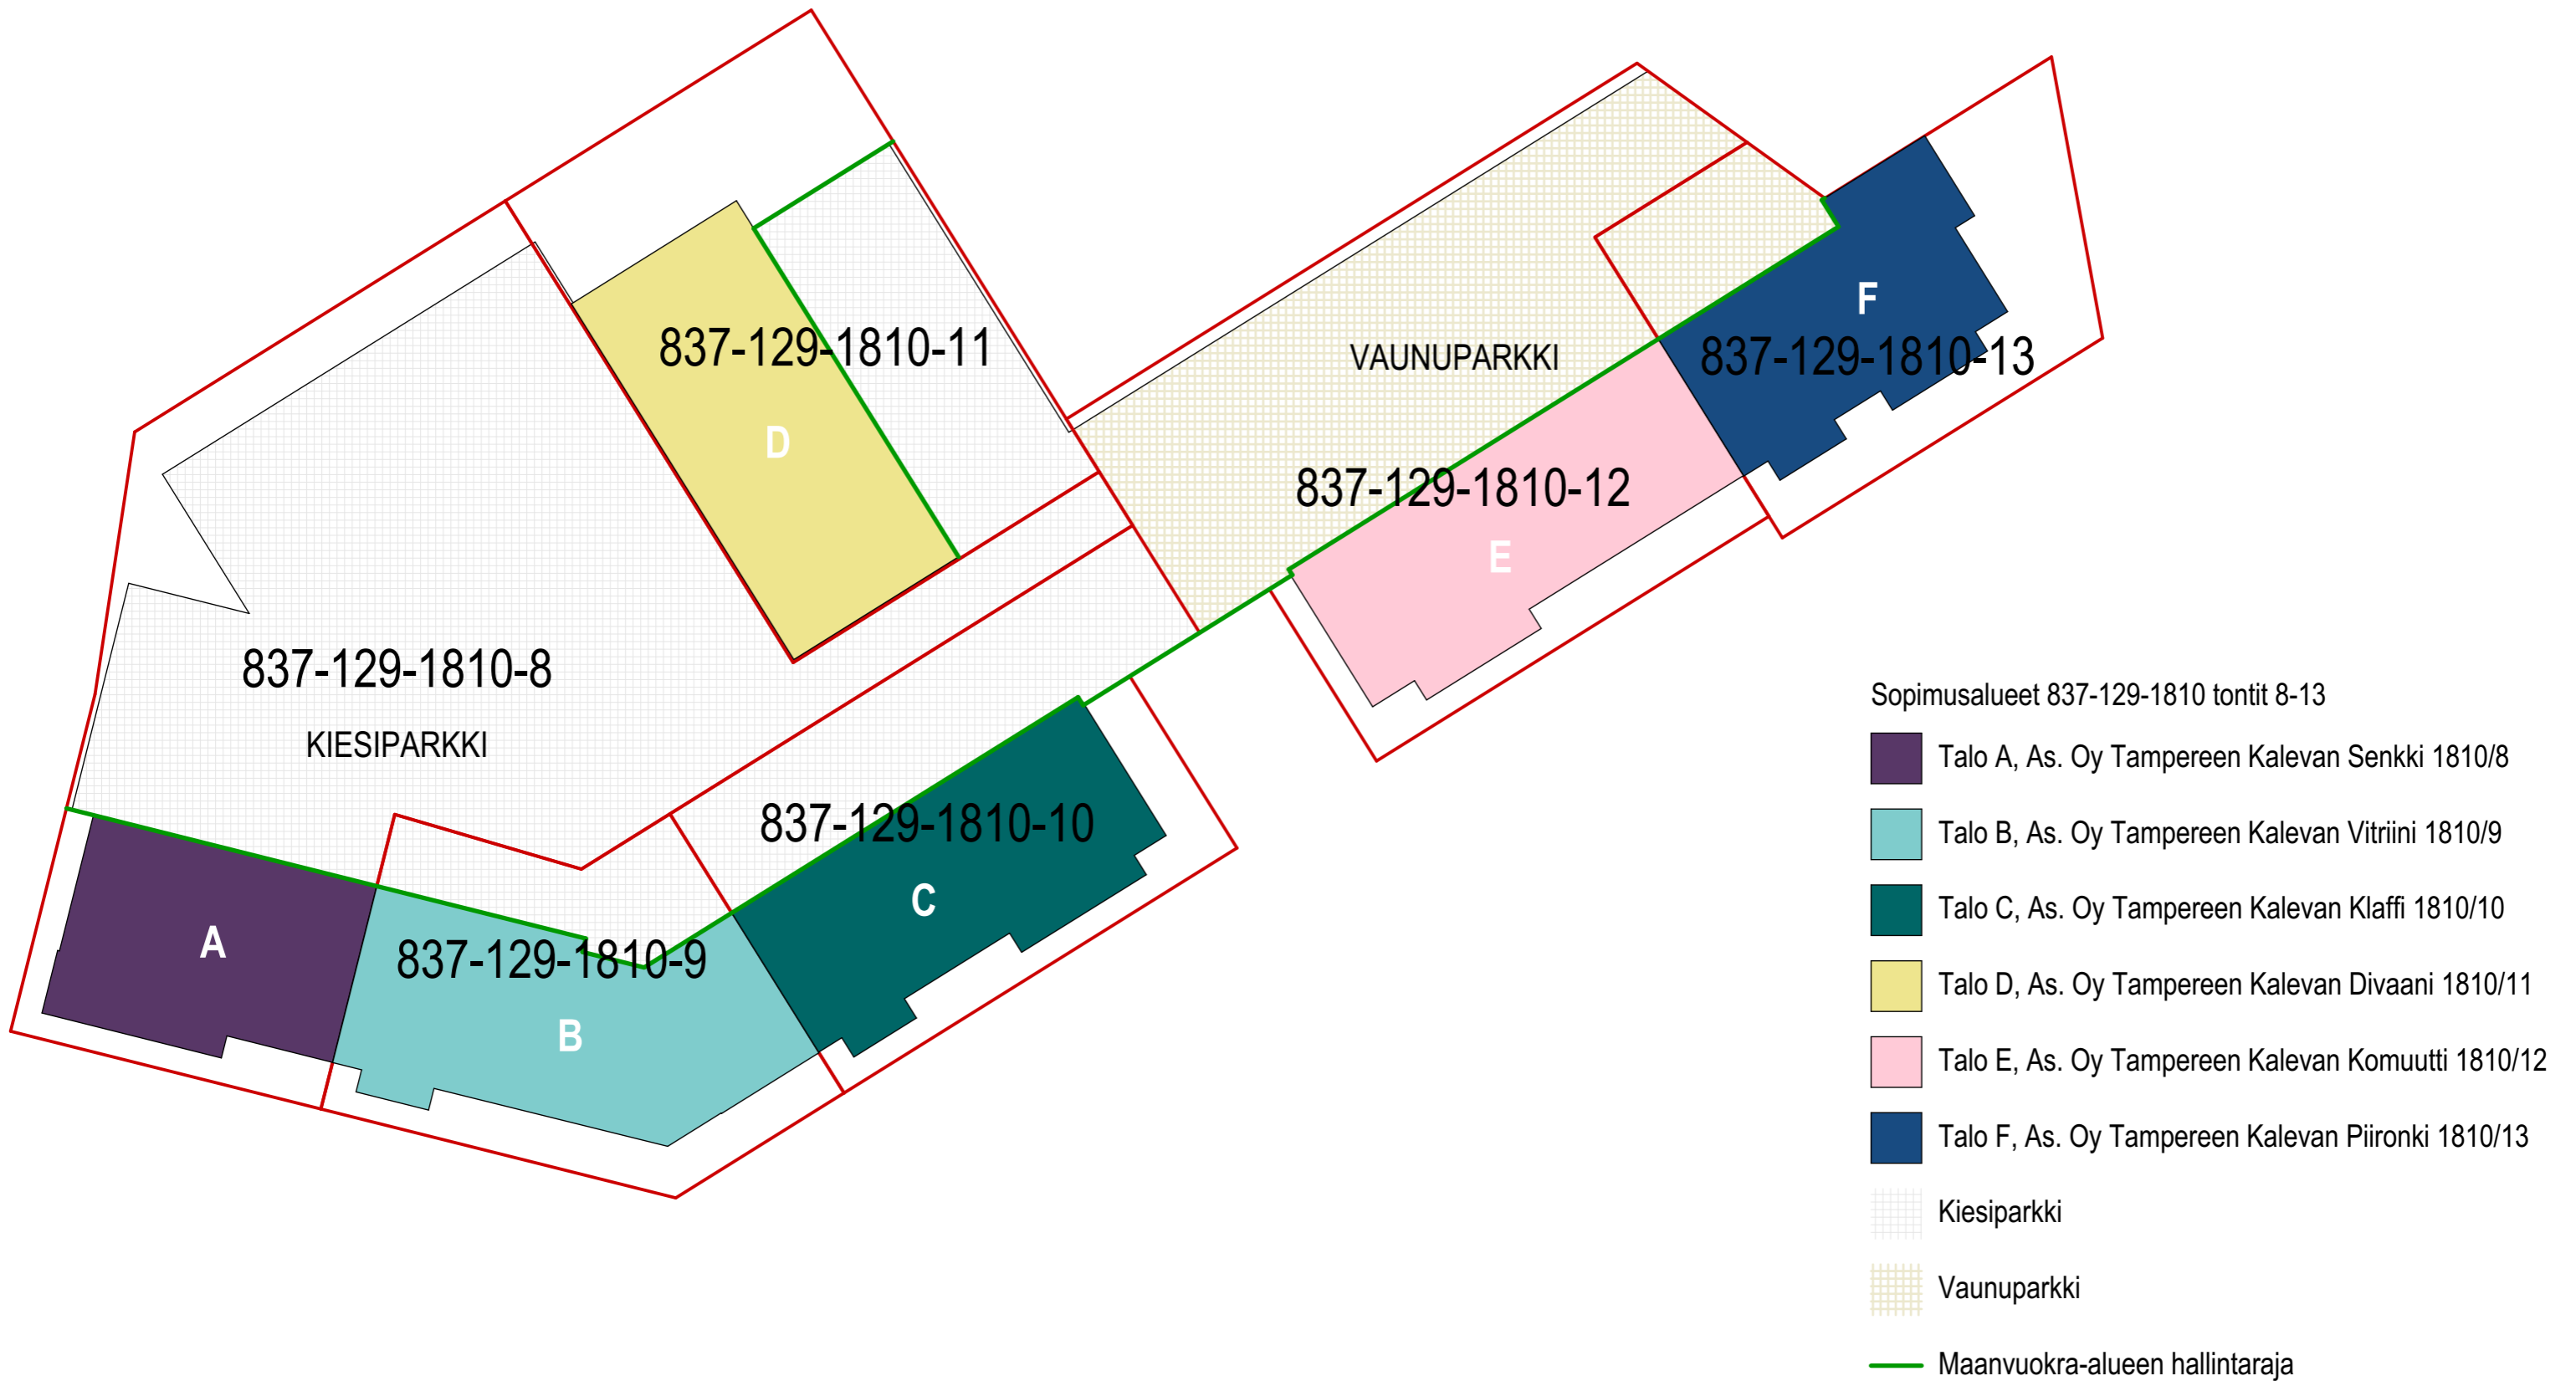 837-129-1810-11
D
VAUNUPARKKI
F
837-129-1810-13
837-129-1810-12
E
837-129-1810-8
KIESIPARKKI
837-129-1810-10
C
A
837-129-1810-9
B
Sopimusalueet 837-129-1810 tontit 8-13
Talo A, As. Oy Tampereen Kalevan Senkki 1810/8
Talo B, As. Oy Tampereen Kalevan Vitriini 1810/9
Talo C, As. Oy Tampereen Kalevan Klaffi 1810/10
Talo D, As. Oy Tampereen Kalevan Divaani 1810/11
Talo E, As. Oy Tampereen Kalevan Komuutti 1810/12
Talo F, As. Oy Tampereen Kalevan Piironki 1810/13
Kiesiparkki
Vaunuparkki
Maanvuokra-alueen hallintaraja